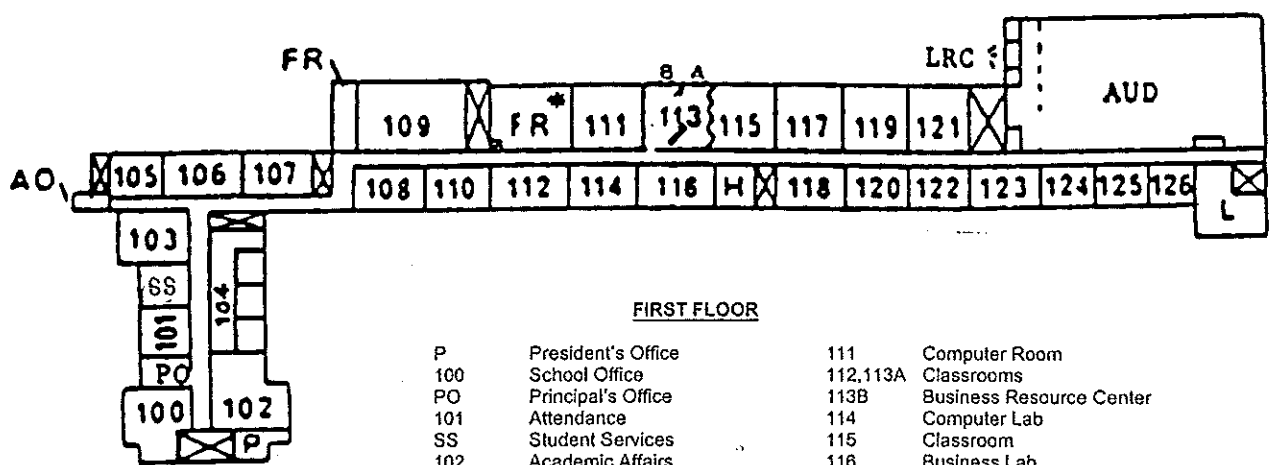 FR
B A
LRC
AUD
109
FR*
111
113
115
117
119
121
B
AO
105
106
107
108
110
112
114
116
H
118
120
122
123
124
125
126
L
103
SS
104
101
PO
100
102
P
FIRST FLOOR
P President's Office 111 Computer Room
100 School Office 112,113A Classrooms
PO Principal's Office 113B Business Resource Center
101 Attendance 114 Computer Lab
SS Student Services 115 Classroom
102 Academic Affairs 116 Business Lab